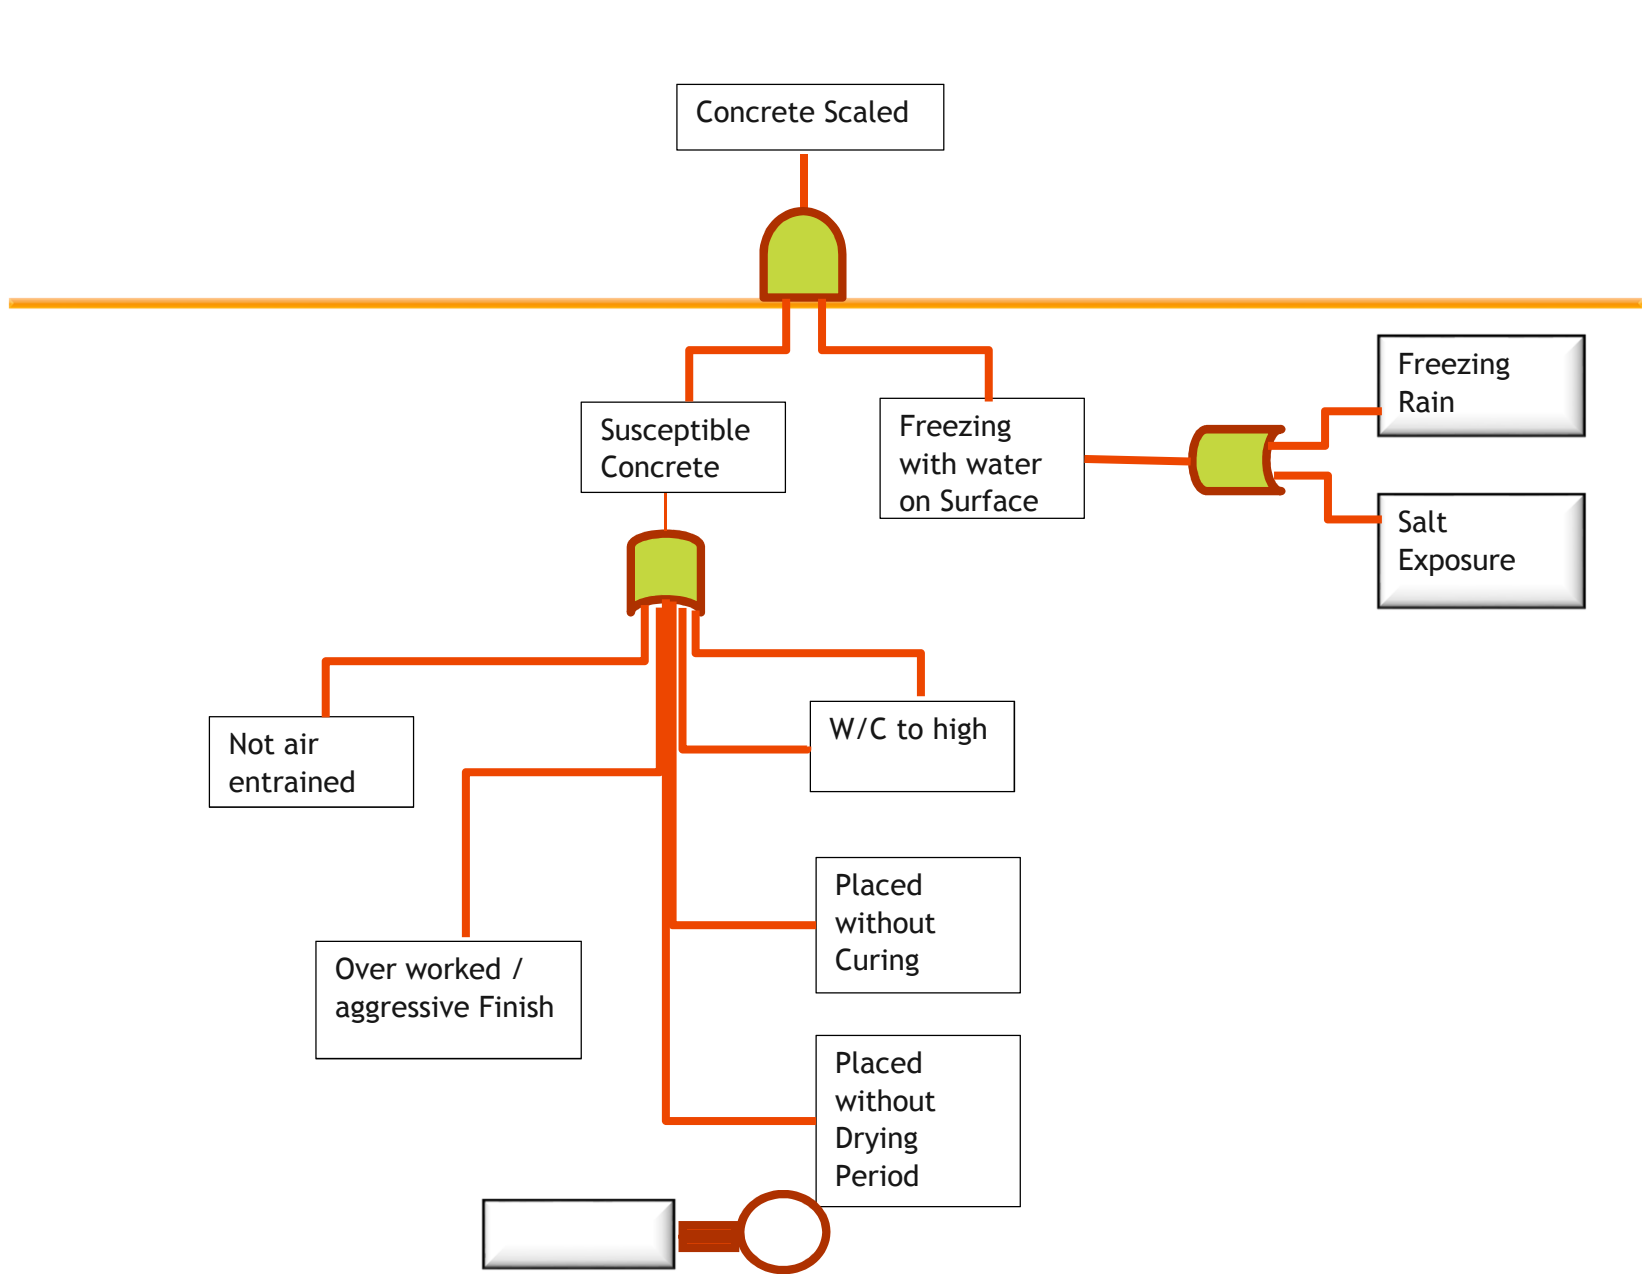 Concrete Scaled
Susceptible
Concrete
Freezing
with water
on Surface
Freezing
Rain
Salt
Exposure
Not air
entrained
W/C to high
Over worked /
aggressive Finish
Placed
without
Curing
Placed
without
Drying
Period